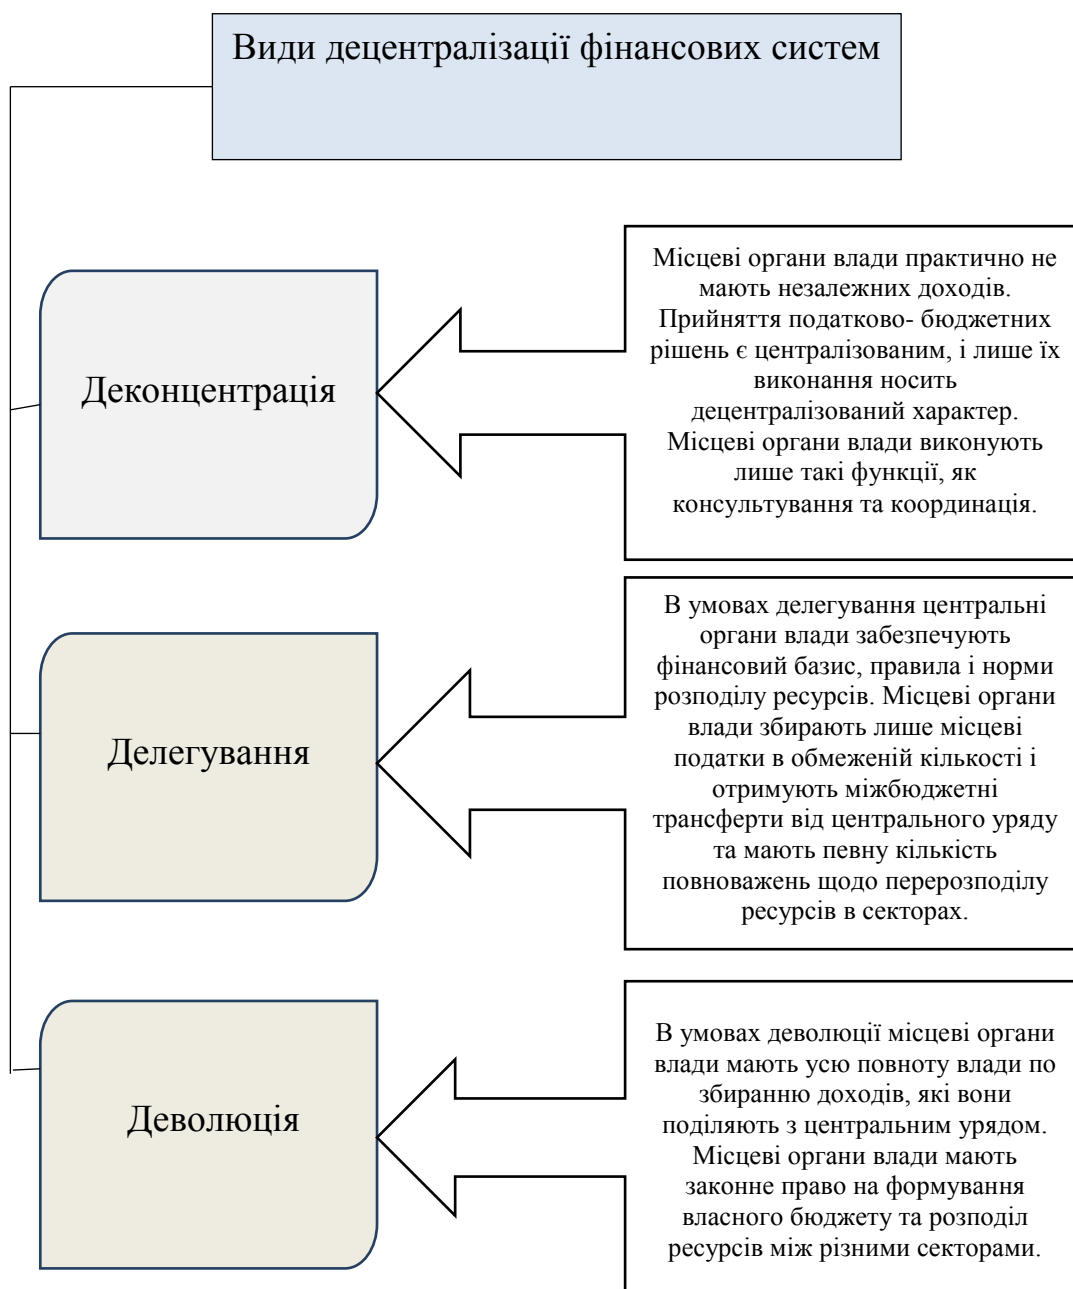 Види децентралізації фінансових систем
Деконцентрація
Місцеві органи влади практично не
мають незалежних доходів.
Прийняття податково- бюджетних
рішень є централізованим, і лише їх
виконання носить
децентралізований характер.
Місцеві органи влади виконують
лише такі функції, як
консультування та координація.
Делегування
В умовах делегування центральні
органи влади забезпечують
фінансовий базис, правила і норми
розподілу ресурсів. Місцеві органи
влади збирають лише місцеві
податки в обмеженій кількості і
отримують міжбюджетні
трансферти від центрального уряду
та мають певну кількість
повноважень щодо перерозподілу
ресурсів в секторах.
Деволюція
В умовах деволюції місцеві органи
влади мають усю повноту влади по
збиранню доходів, які вони
поділяють з центральним урядом.
Місцеві органи влади мають
законне право на формування
власного бюджету та розподіл
ресурсів між різними секторами.